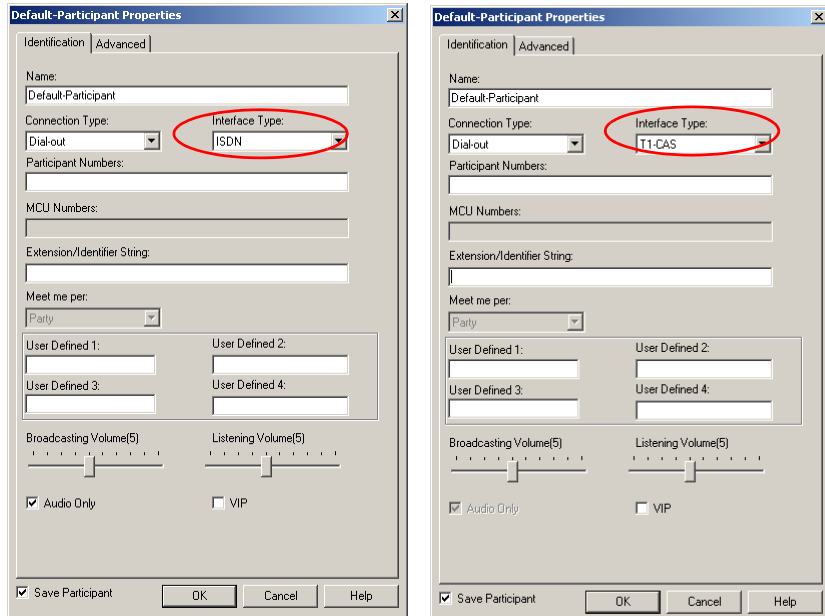 Default-Participant Properties
Identification Advanced
Name:
Default-Participant
Connection Type: Interface Type:
Dial-out ISDN
Participant Numbers:
MCU Numbers:
Extension/Identifier String:
Meet me per:
Party
User Defined 1: User Defined 2:
User Defined 3: User Defined 4:
Broadcasting Volume(5) Listening Volume(5)
Audio Only VIP
Save Participant OK Cancel Help
Default-Participant Properties
Identification Advanced
Name:
Default-Participant
Connection Type: Interface Type:
Dial-out T1-CAS
Participant Numbers:
MCU Numbers:
Extension/Identifier String:
Meet me per:
Party
User Defined 1: User Defined 2:
User Defined 3: User Defined 4:
Broadcasting Volume(5) Listening Volume(5)
Audio Only VIP
Save Participant OK Cancel Help